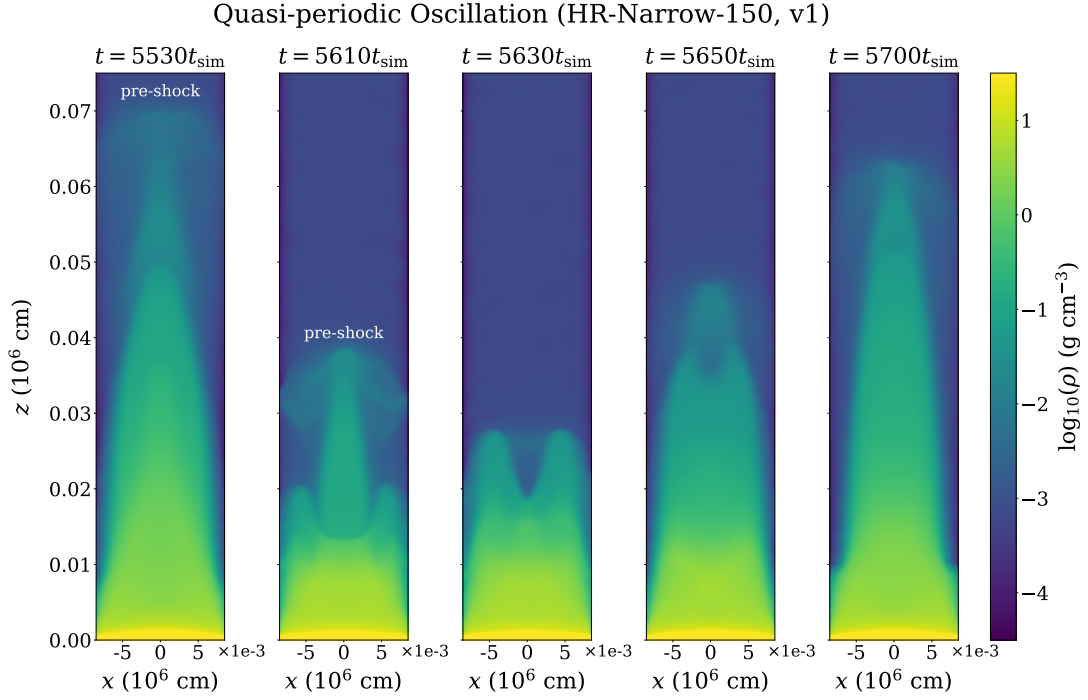 Quasi-periodic Oscillation (HR-Narrow-150, v1)
t = 5530t_sim
t = 5610t_sim
t = 5630t_sim
t = 5650t_sim
t = 5700t_sim
pre-shock
pre-shock
0.07
0.06
0.05
0.04
0.03
0.02
0.01
0.00
z (10^6 cm)
-5 0 5 ×1e-3
-5 0 5 ×1e-3
-5 0 5 ×1e-3
-5 0 5 ×1e-3
-5 0 5 ×1e-3
x (10^6 cm)
x (10^6 cm)
x (10^6 cm)
x (10^6 cm)
x (10^6 cm)
1
0
−1
−2
−3
−4
log_10(ρ) (g cm^−3)